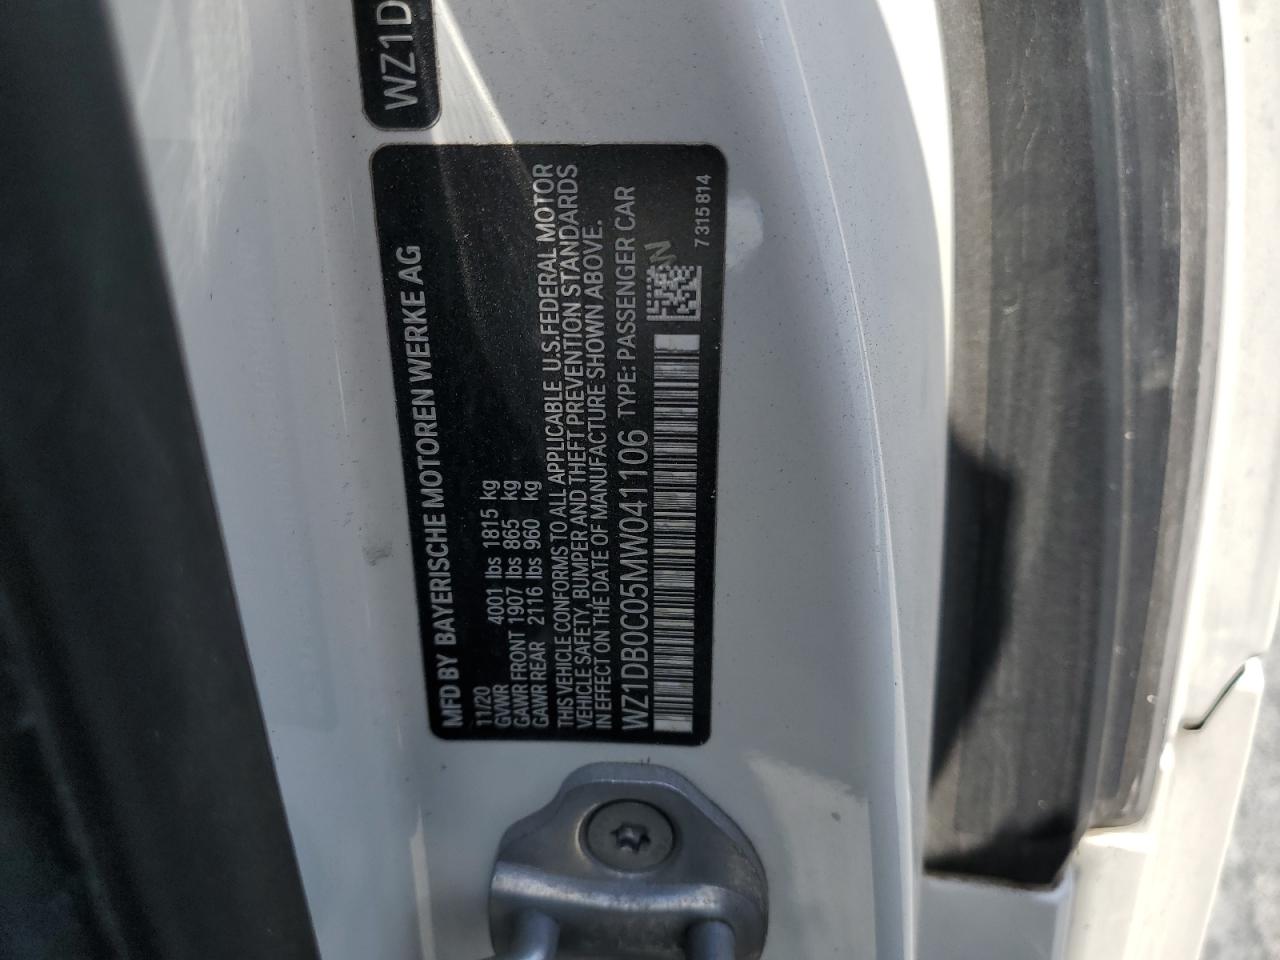 WZ1D
MFD BY BAYERISCHE MOTOREN WERKE AG
11/20
GVWR 4001 lbs 1815 kg
GAWR FRONT 1907 lbs 865 kg
GAWR REAR 2116 lbs 960 kg
THIS VEHICLE CONFORMS TO ALL APPLICABLE U.S.FEDERAL MOTOR
VEHICLE SAFETY, BUMPER AND THEFT PREVENTION STANDARDS
IN EFFECT ON THE DATE OF MANUFACTURE SHOWN ABOVE.
WZ1DB0C05MW041106 TYPE: PASSENGER CAR
7315814